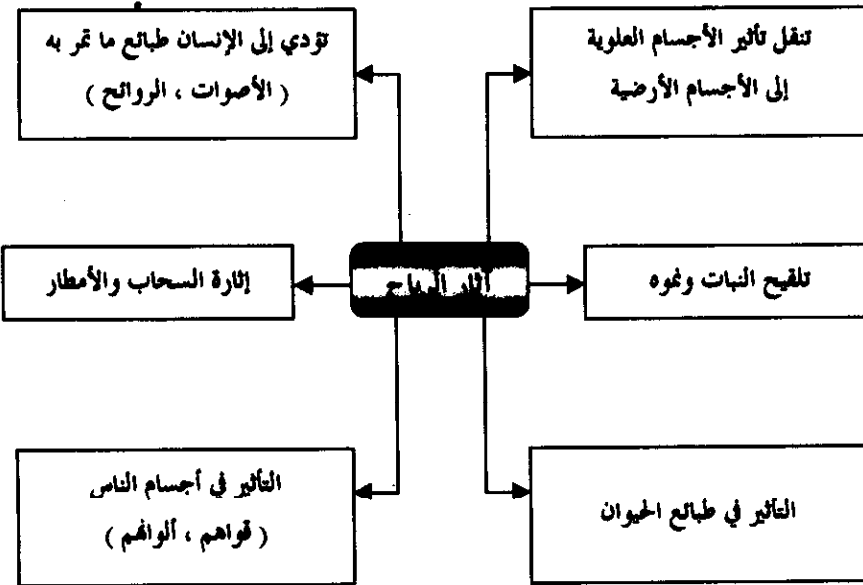 تنقل تأثير الأجسام العلوية
إلى الأجسام الأرضية
تؤدي إلى الإنسان طبائع ما تمر به
( الأصوات ، الروائح )
تلقيح النبات ونموه
آثار الرياح
إثارة السحاب والأمطار
التأثير في طبائع الحيوان
التأثير في أجسام الناس
( قواهم ، ألوانهم )